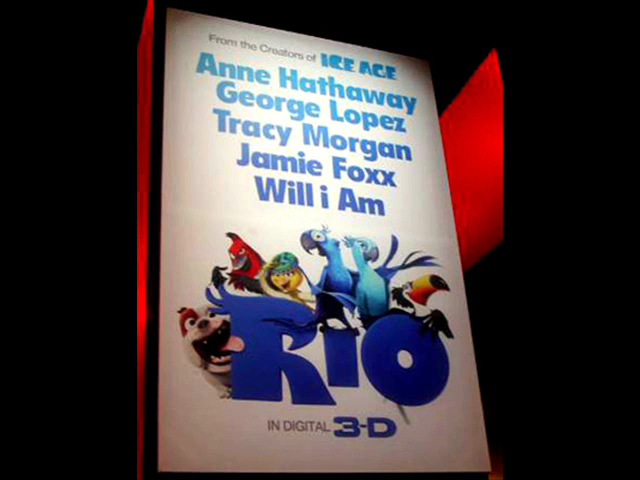 From the Creators of ICE AGE
Anne Hathaway
George Lopez
Tracy Morgan
Jamie Foxx
Will i Am
RIO
IN DIGITAL 3-D